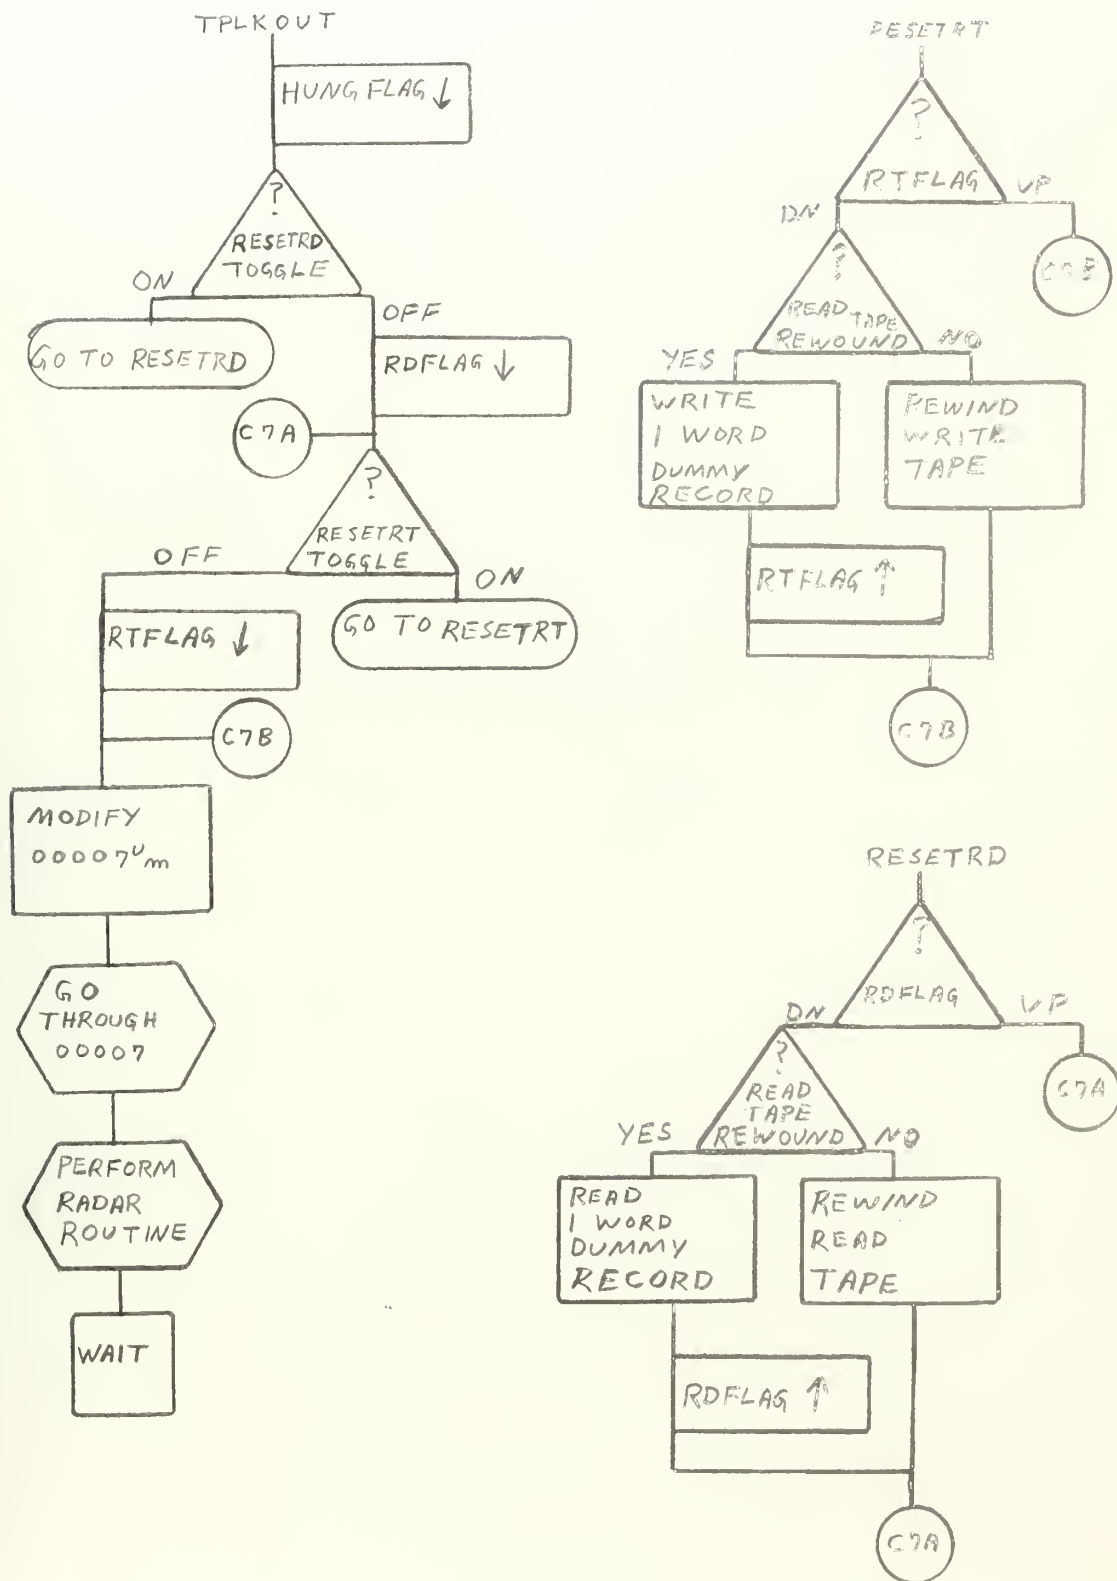 TPLKOUT
HUNG FLAG ↓
?
RESETRD
TOGGLE
ON
OFF
GO TO RESETRD
RDFLAG ↓
C7A
?
RESETRT
TOGGLE
OFF
ON
RTFLAG ↓
GO TO RESETRT
C7B
MODIFY
00007
GO
THROUGH
00007
PERFORM
RADAR
ROUTINE
WAIT
RESETRT
?
RTFLAG
UP
DN
C7B
?
READ TAPE
REWOUND
YES
NO
WRITE
1 WORD
DUMMY
RECORD
REWIND
WRITE
TAPE
RTFLAG ↑
C7B
RESETRD
?
RDFLAG
DN
UP
C7A
?
READ
TAPE
REWOUND
YES
NO
READ
1 WORD
DUMMY
RECORD
REWIND
READ
TAPE
RDFLAG ↑
C7A